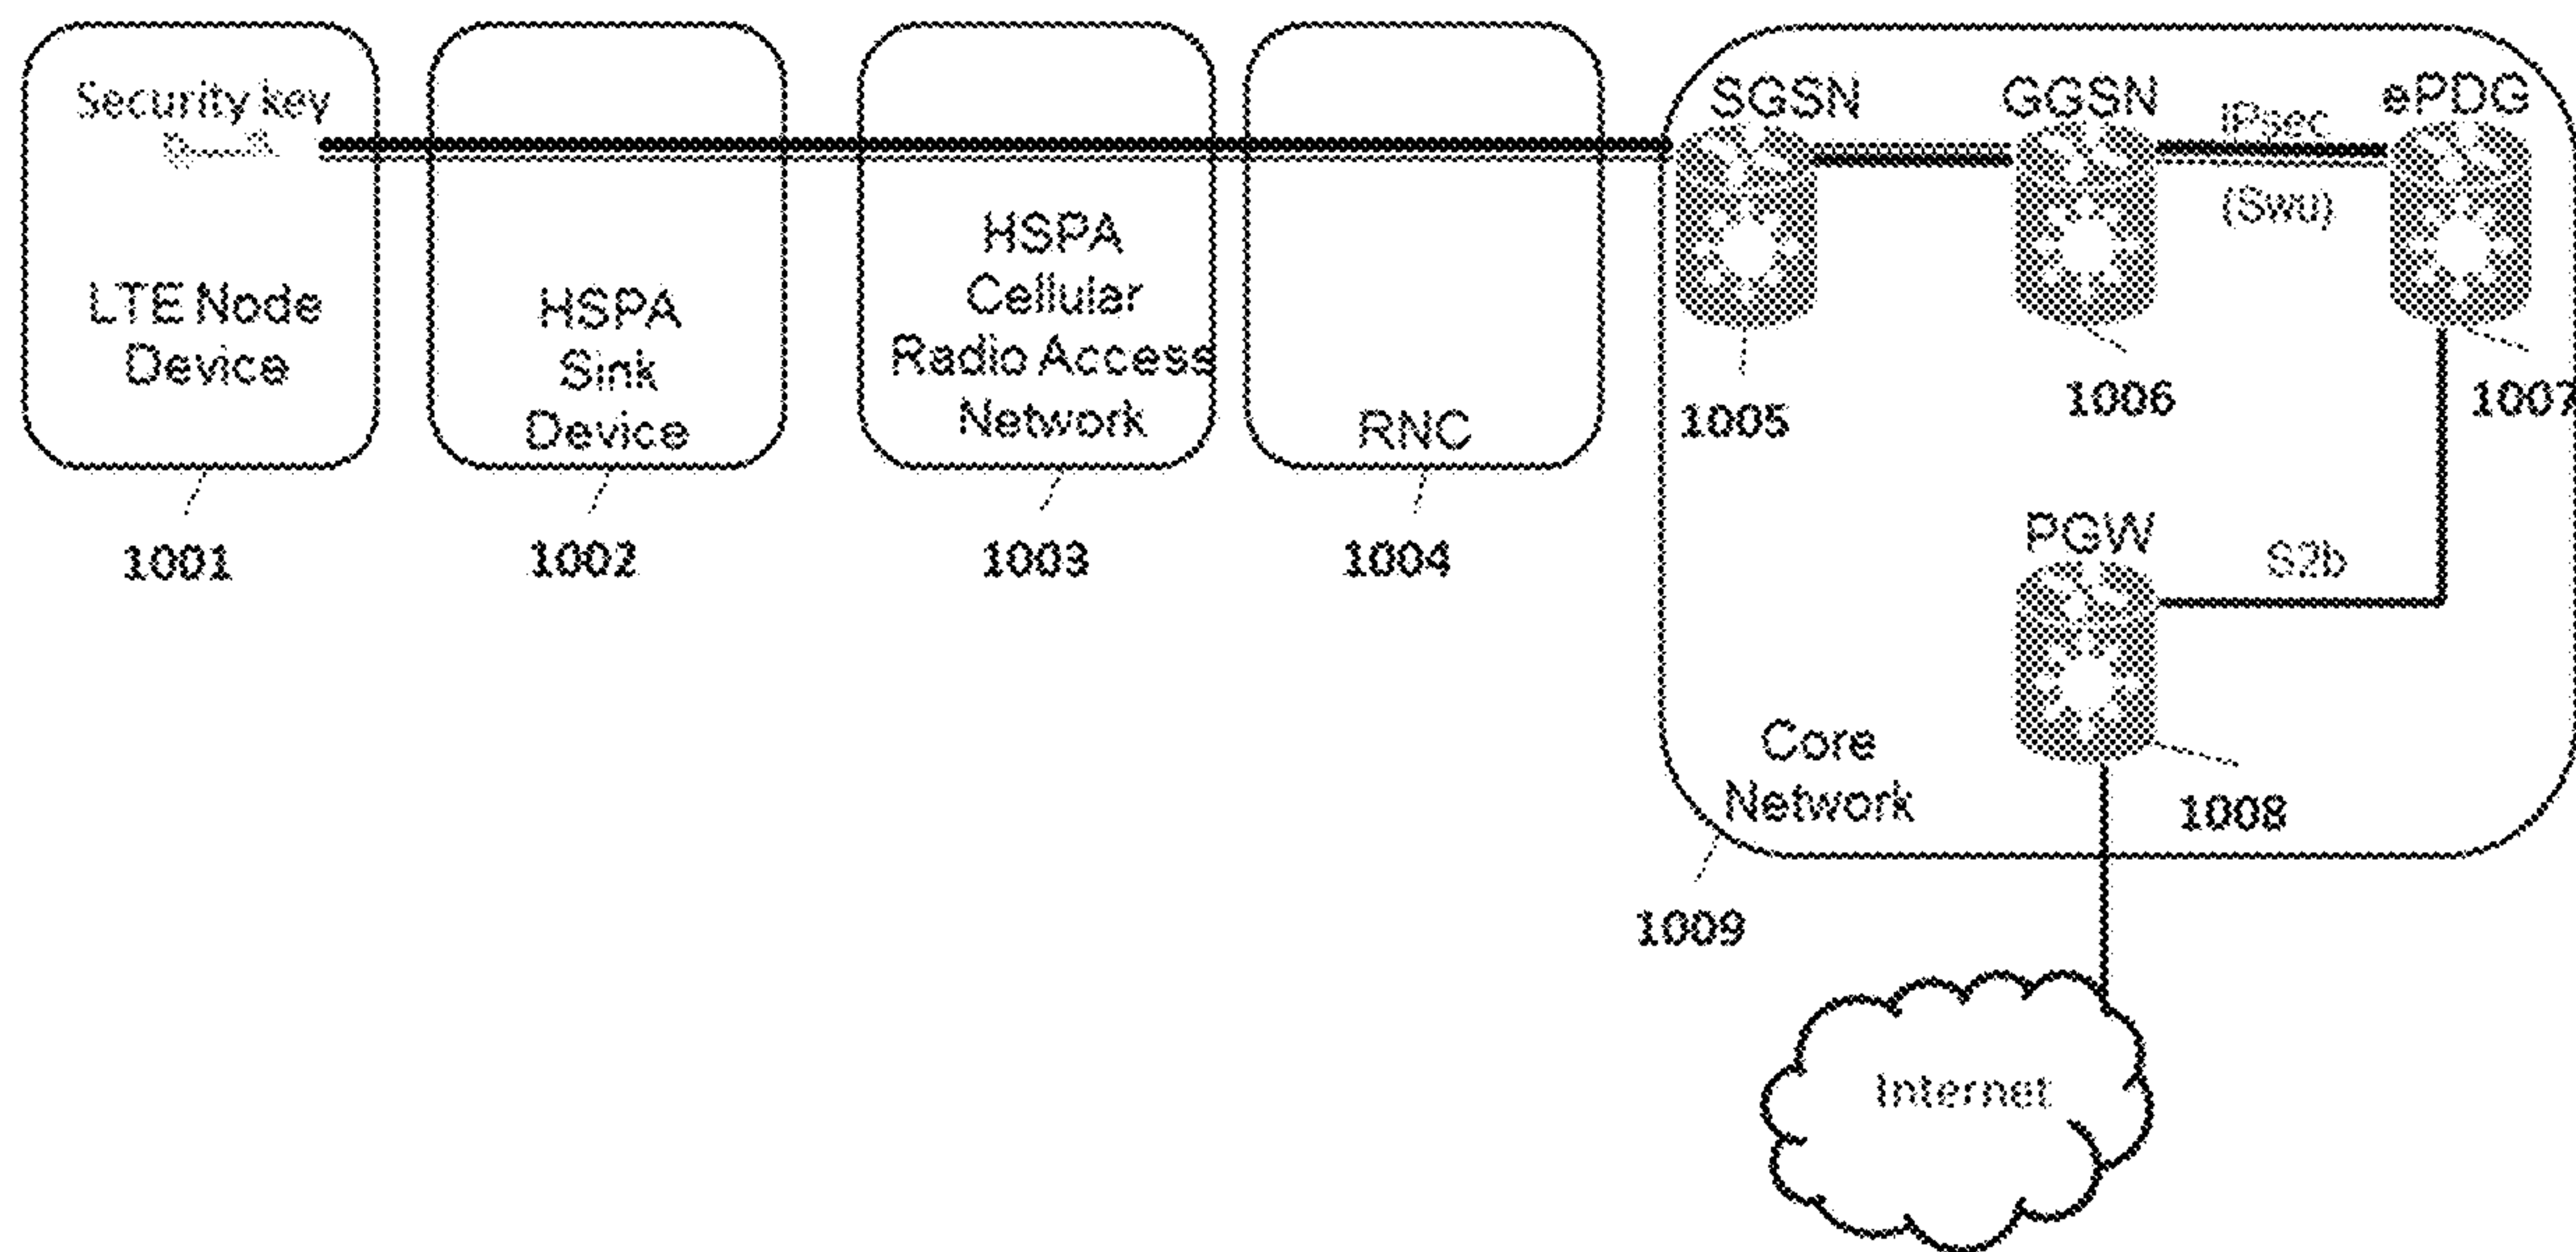 Security key
LTE Node
Device
1001
HSPA
Sink
Device
1002
HSPA
Cellular
Radio Access
Network
1003
RNC
1004
SGSN
1005
GGSN
1006
IPsec
(Swu)
ePDG
1007
PGW
S2b
1008
Core
Network
1009
Internet